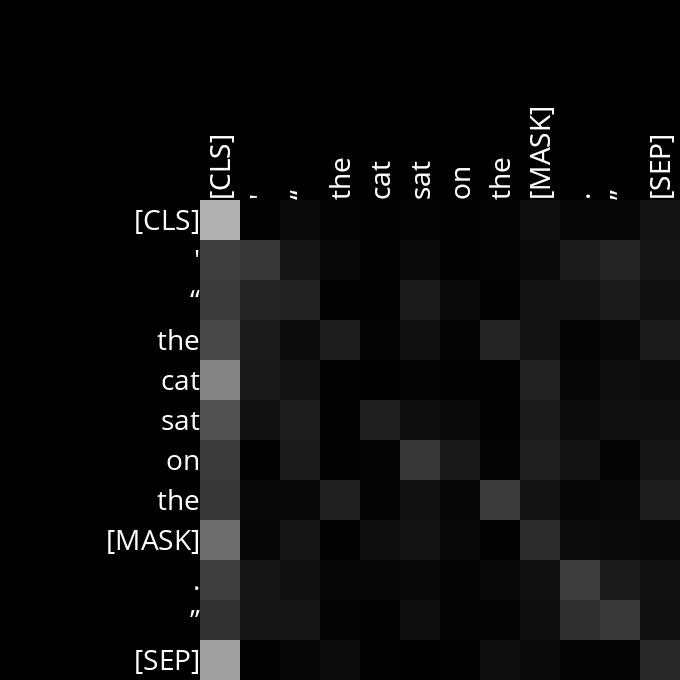 [CLS] ' “ the cat sat on the [MASK] . ” [SEP]
[CLS]
'
“
the
cat
sat
on
the
[MASK]
.
”
[SEP]